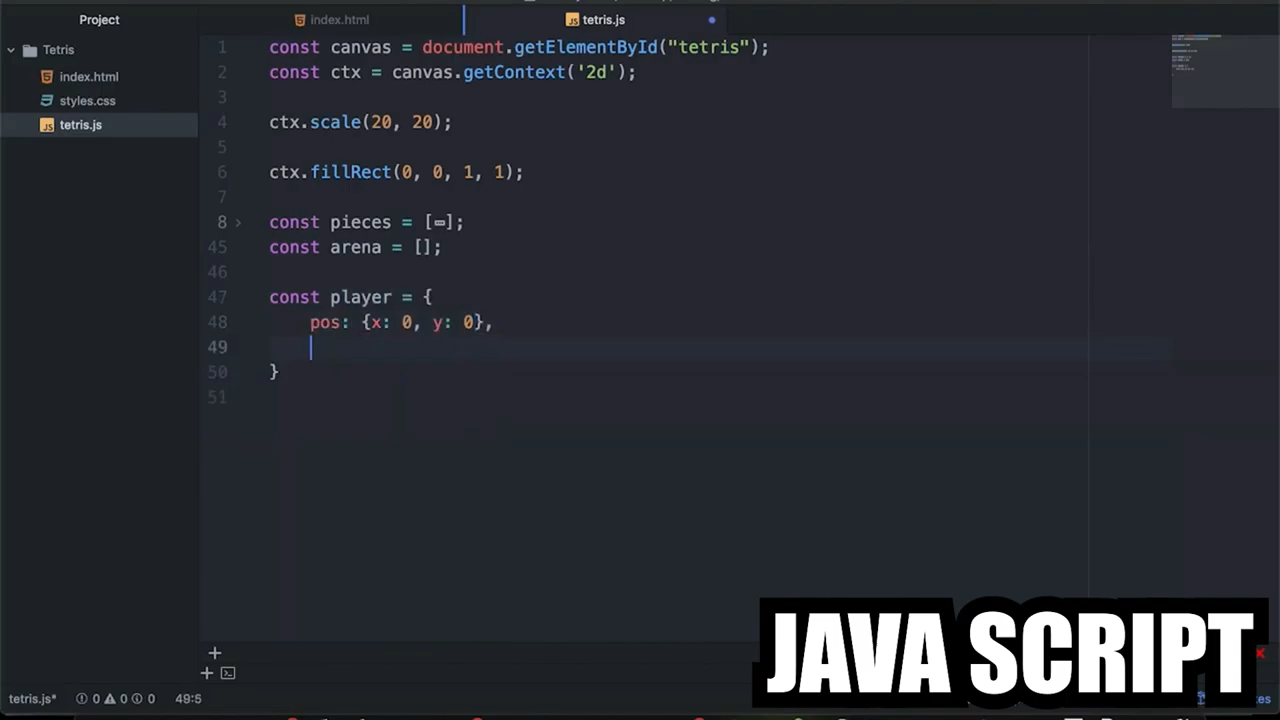 Project
index.html
tetris.js
Tetris
index.html
styles.css
tetris.js
1 const canvas = document.getElementById("tetris");
2 const ctx = canvas.getContext('2d');
3
4 ctx.scale(20, 20);
5
6 ctx.fillRect(0, 0, 1, 1);
7
8 const pieces = […];
45 const arena = [];
46
47 const player = {
48 pos: {x: 0, y: 0},
49
50 }
51
JAVA SCRIPT
tetris.js* 0 0 0 49:5